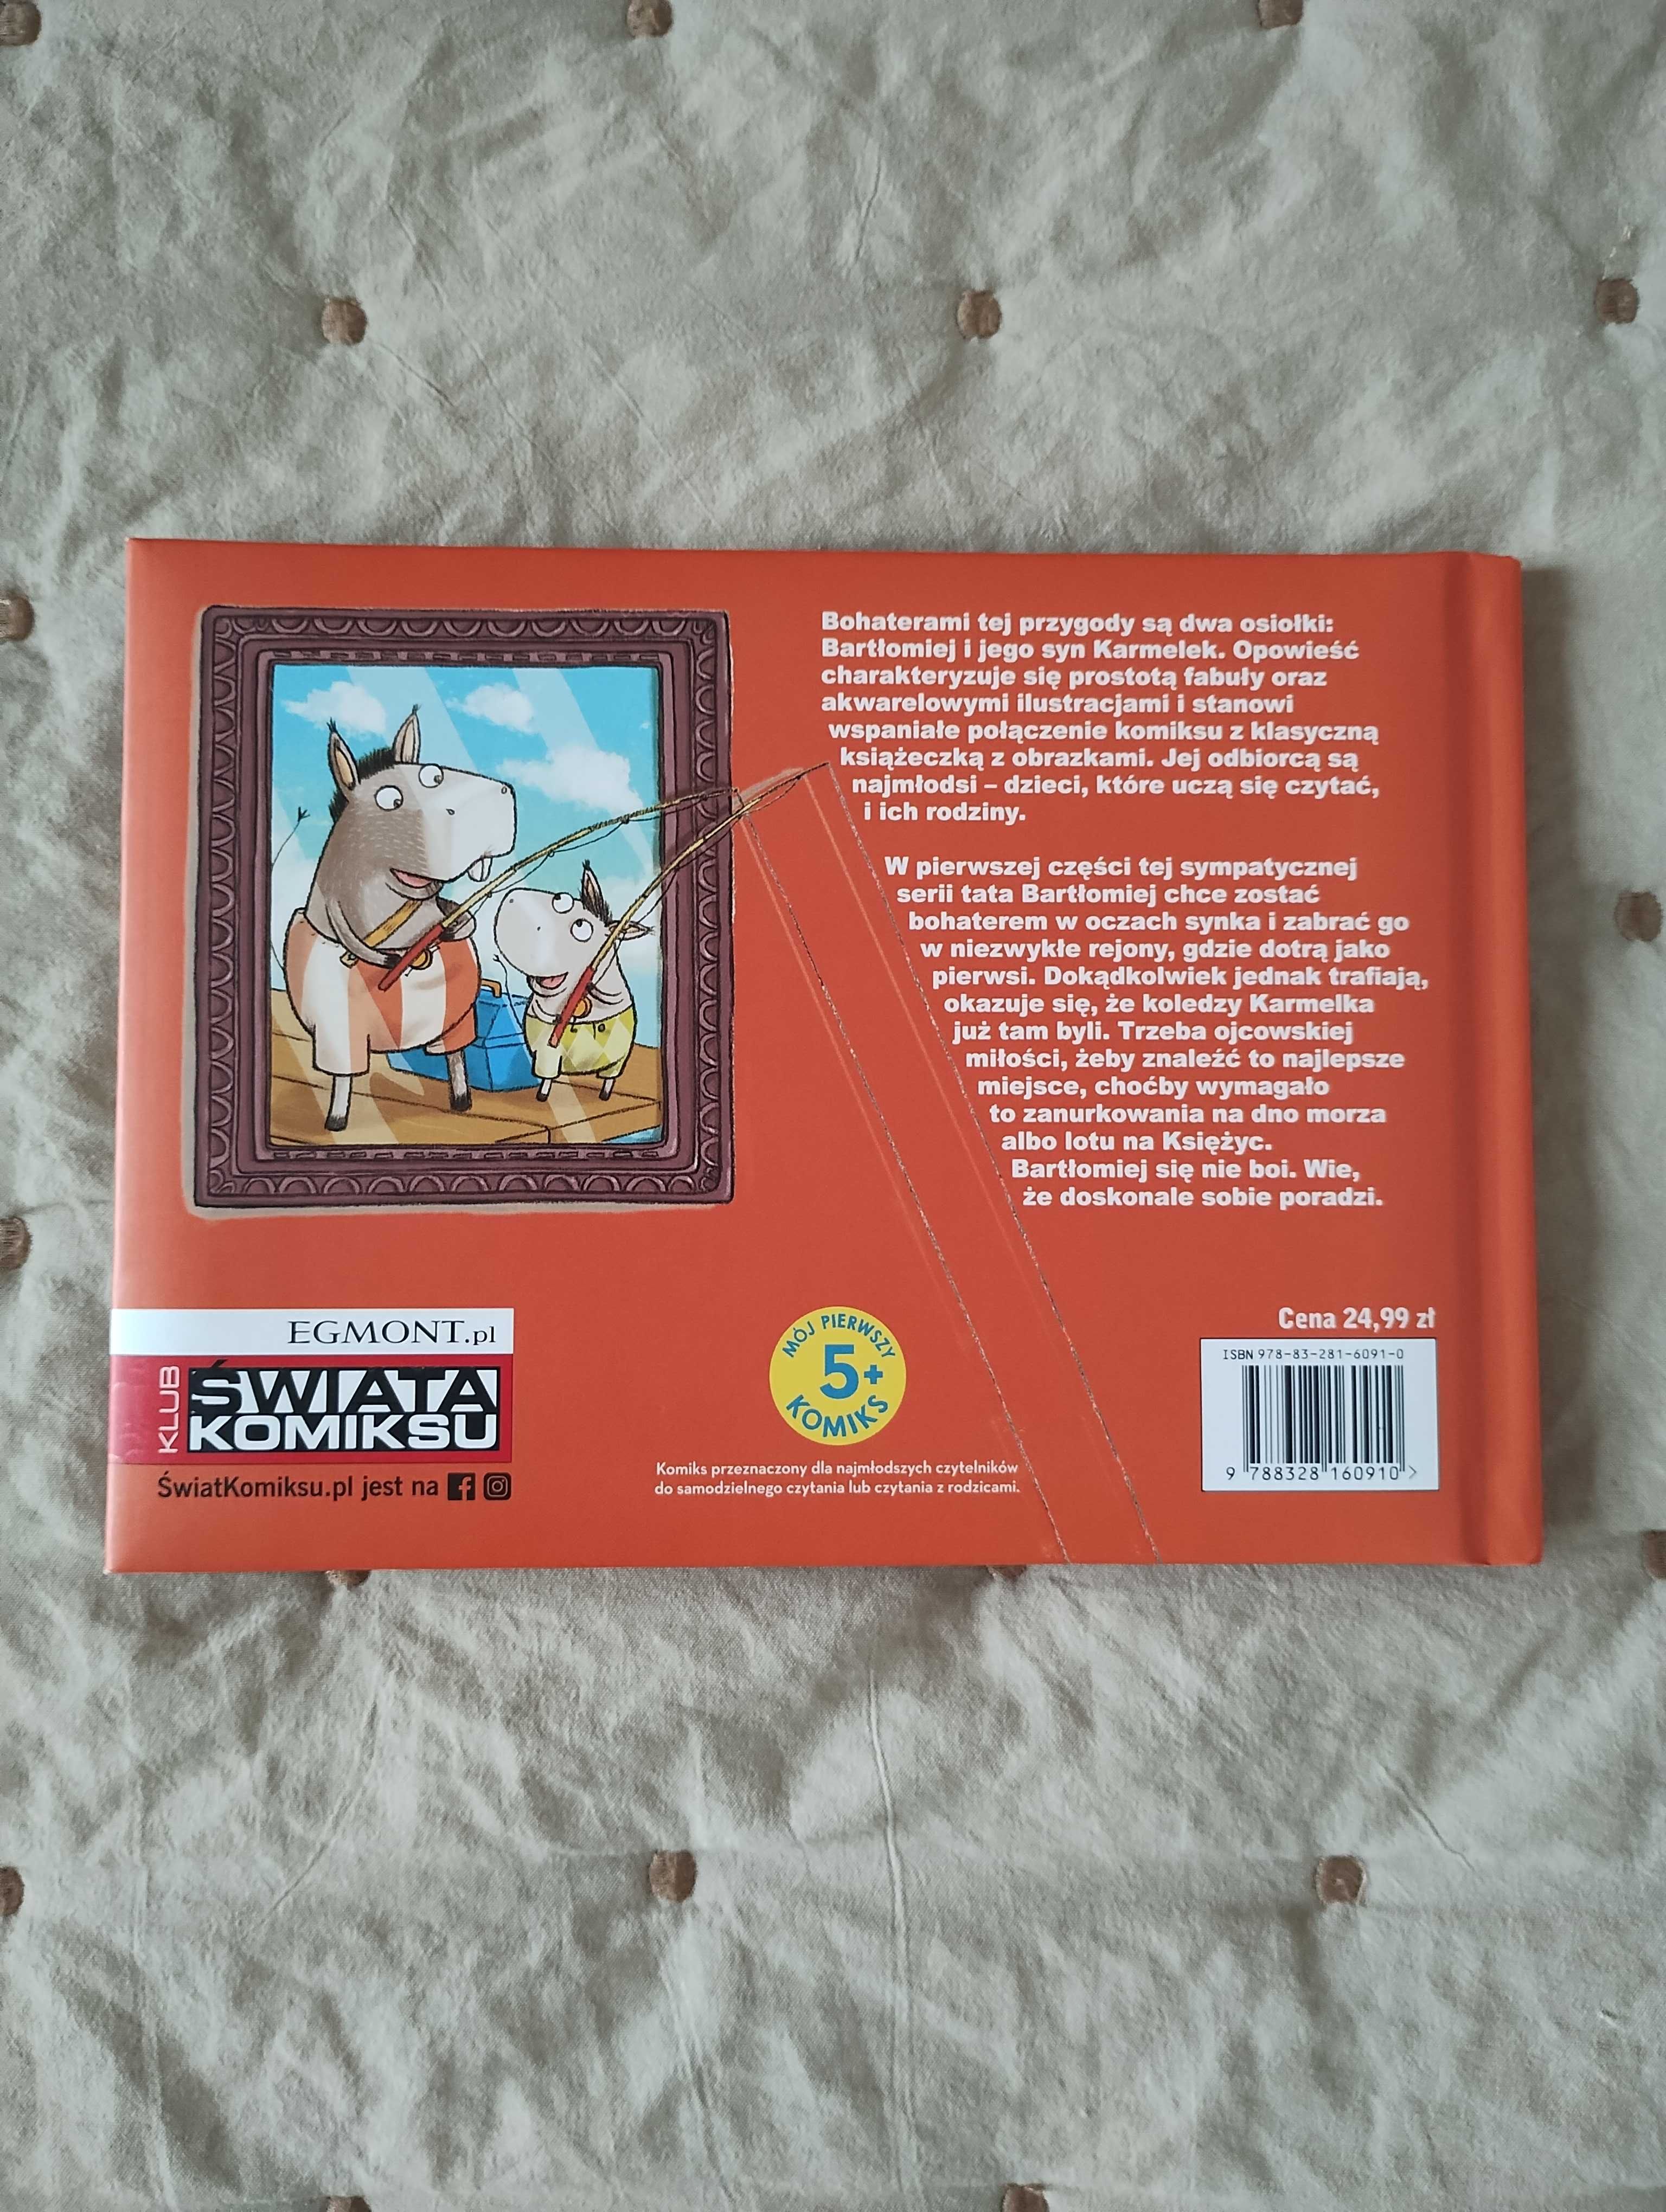 Bohaterami tej przygody są dwa osiołki:
Bartłomiej i jego syn Karmelek. Opowieść
charakteryzuje się prostotą fabuły oraz
akwarelowymi ilustracjami i stanowi
wspaniałe połączenie komiksu z klasyczną
książeczką z obrazkami. Jej odbiorcą są
najmłodsi – dzieci, które uczą się czytać,
i ich rodziny.
W pierwszej części tej sympatycznej
serii tata Bartłomiej chce zostać
bohaterem w oczach synka i zabrać go
w niezwykłe rejony, gdzie dotrą jako
pierwsi. Dokądkolwiek jednak trafiają,
okazuje się, że koledzy Karmelka
już tam byli. Trzeba ojcowskiej
miłości, żeby znaleźć to najlepsze
miejsce, choćby wymagało
to zanurkowania na dno morza
albo lotu na Księżyc.
Bartłomiej się nie boi. Wie,
że doskonale sobie poradzi.
EGMONT.pl
KLUB
ŚWIATA
KOMIKSU
ŚwiatKomiksu.pl jest na
MÓJ PIERWSZY
5+
KOMIKS
Komiks przeznaczony dla najmłodszych czytelników
do samodzielnego czytania lub czytania z rodzicami.
Cena 24,99 zł
ISBN 978-83-281-6091-0
9 788328 160910 >